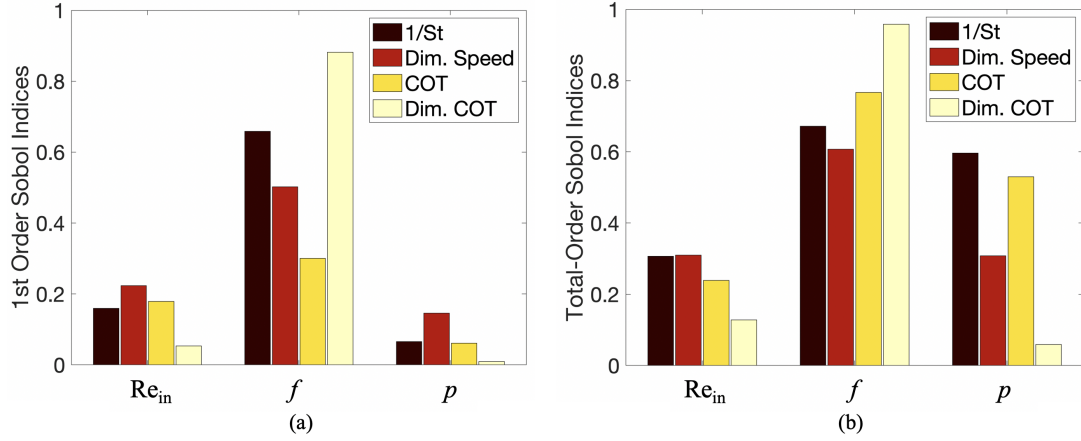 1st Order Sobol Indices
1
0.8
0.6
0.4
0.2
0
1/St
Dim. Speed
COT
Dim. COT
Re_in
f
p
(a)
Total-Order Sobol Indices
1
0.8
0.6
0.4
0.2
0
1/St
Dim. Speed
COT
Dim. COT
Re_in
f
p
(b)